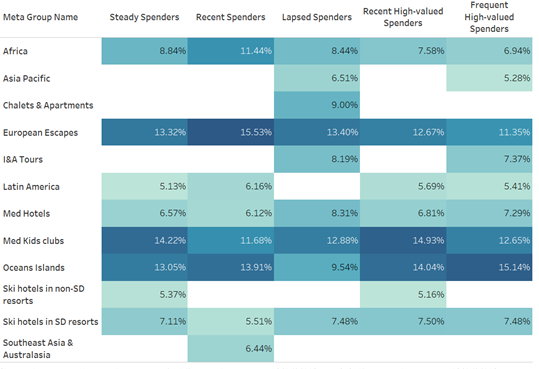 Meta Group Name Steady Spenders Recent Spenders Lapsed Spenders Recent High-valued Spenders Frequent High-valued Spenders
Africa 8.84% 11.44% 8.44% 7.58% 6.94%
Asia Pacific 6.51% 5.28%
Chalets & Apartments 9.00%
European Escapes 13.32% 15.53% 13.40% 12.67% 11.35%
I&A Tours 8.19% 7.37%
Latin America 5.13% 6.16% 5.69% 5.41%
Med Hotels 6.57% 6.12% 8.31% 6.81% 7.29%
Med Kids clubs 14.22% 11.68% 12.88% 14.93% 12.65%
Oceans Islands 13.05% 13.91% 9.54% 14.04% 15.14%
Ski hotels in non-SD resorts 5.37% 5.16%
Ski hotels in SD resorts 7.11% 5.51% 7.48% 7.50% 7.48%
Southeast Asia & Australasia 6.44%